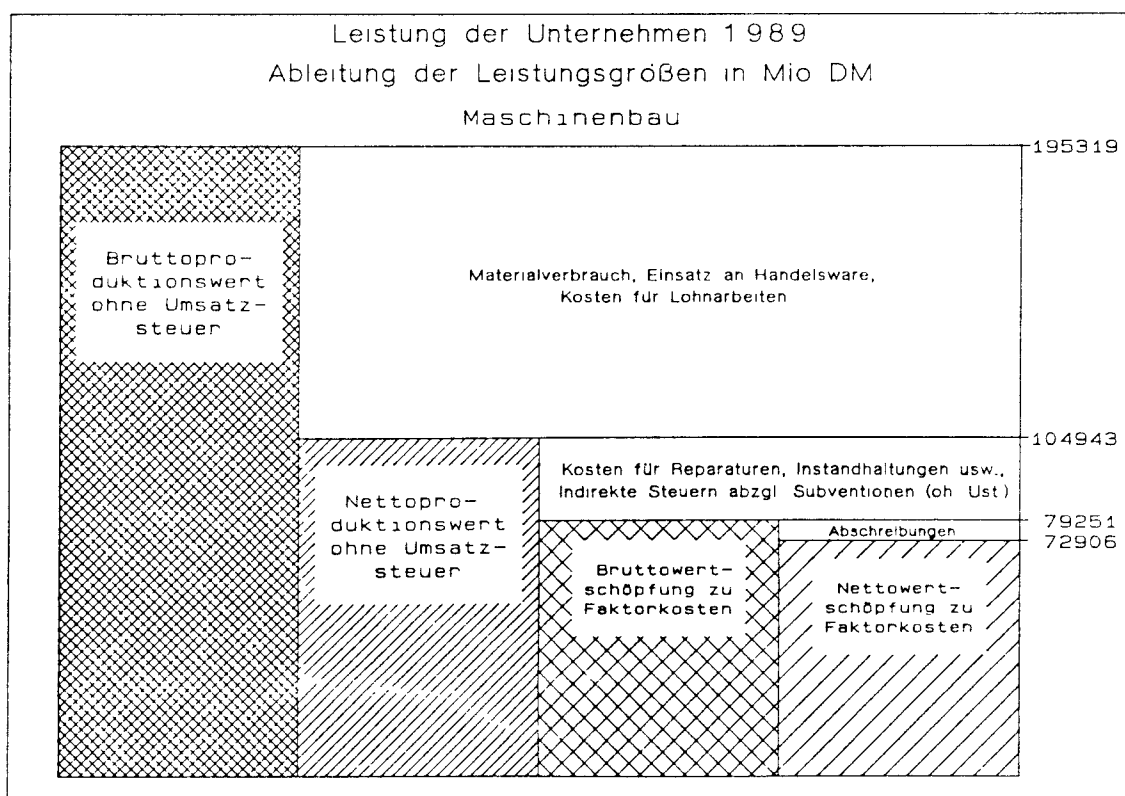 Leistung der Unternehmen 1989
Ableitung der Leistungsgrößen in Mio DM
Maschinenbau
195319
Bruttopro-
duktionswert
ohne Umsatz-
steuer
Materialverbrauch, Einsatz an Handelsware,
Kosten für Lohnarbeiten
104943
Kosten für Reparaturen, Instandhaltungen usw.,
Indirekte Steuern abzgl Subventionen (oh Ust)
Nettopro-
duktionswert
ohne Umsatz-
steuer
79251
Abschreibungen
72906
Bruttowert-
schöpfung zu
Faktorkosten
Nettowert-
schöpfung zu
Faktorkosten